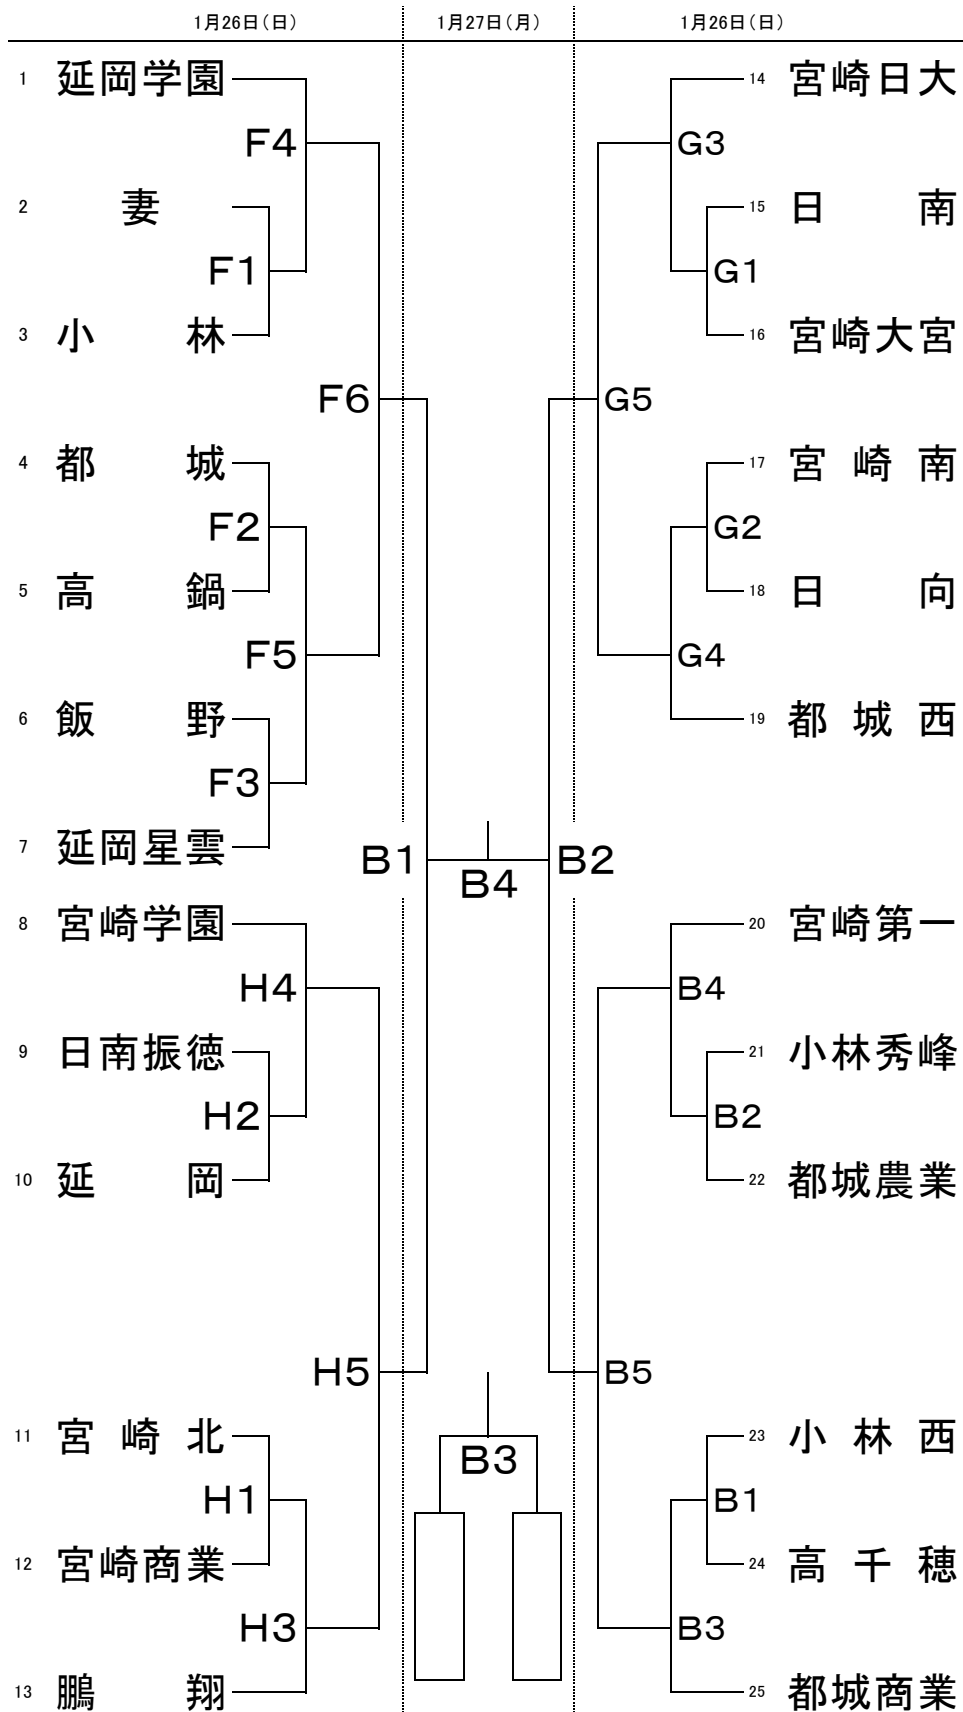 1月26日(日) 1月27日(月) 1月26日(日)
1 延岡学園 14 宮崎日大
F4 G3
2 妻 15 日南
F1 G1
3 小林 16 宮崎大宮
F6 G5
4 都城 17 宮崎南
F2 G2
5 高鍋 18 日向
F5 G4
6 飯野 19 都城西
F3
7 延岡星雲
B1 B4 B2
8 宮崎学園 20 宮崎第一
H4 B4
9 日南振徳 21 小林秀峰
H2 B2
10 延岡 22 都城農業
H5 B5
11 宮崎北 23 小林西
B3
H1 B1
12 宮崎商業 24 高千穂
H3 B3
13 鵬翔 25 都城商業